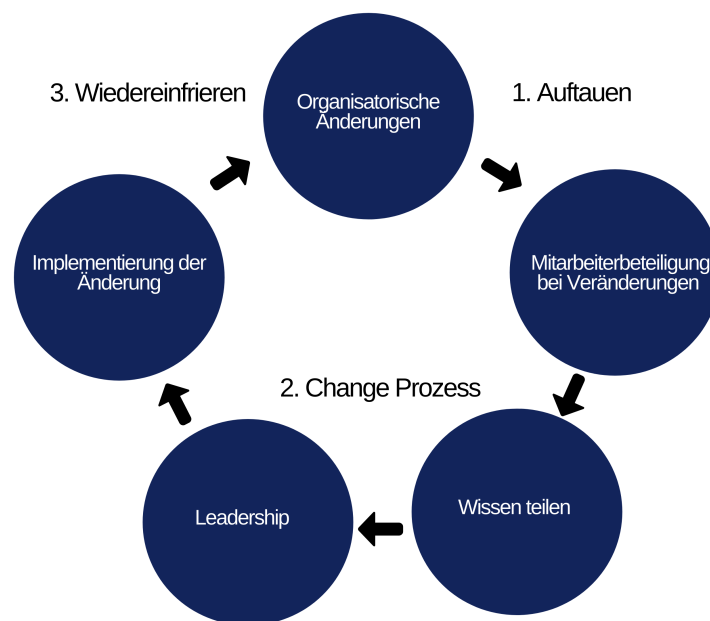 3. Wiedereinfrieren
Organisatorische
Änderungen
1. Auftauen
Implementierung der
Änderung
Mitarbeiterbeteiligung
bei Veränderungen
2. Change Prozess
Leadership
Wissen teilen